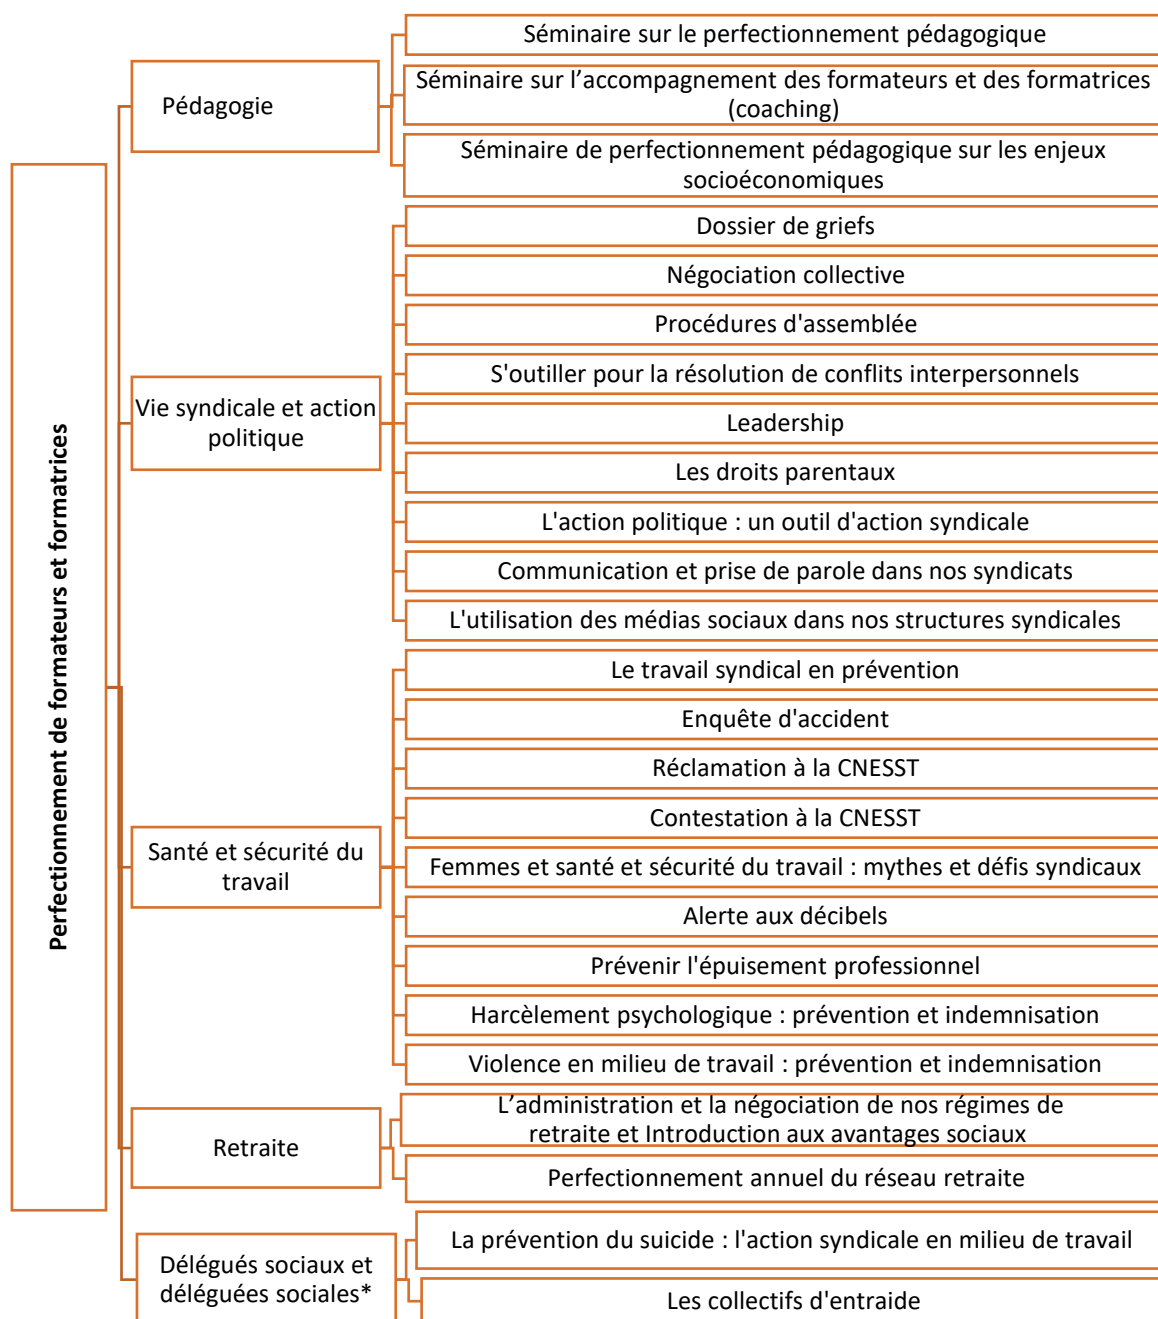 Perfectionnement de formateurs et formatrices
Pédagogie
Séminaire sur le perfectionnement pédagogique
Séminaire sur l’accompagnement des formateurs et des formatrices
(coaching)
Séminaire de perfectionnement pédagogique sur les enjeux
socioéconomiques
Vie syndicale et action
politique
Dossier de griefs
Négociation collective
Procédures d'assemblée
S'outiller pour la résolution de conflits interpersonnels
Leadership
Les droits parentaux
L'action politique : un outil d'action syndicale
Communication et prise de parole dans nos syndicats
L'utilisation des médias sociaux dans nos structures syndicales
Santé et sécurité du
travail
Le travail syndical en prévention
Enquête d'accident
Réclamation à la CNESST
Contestation à la CNESST
Femmes et santé et sécurité du travail : mythes et défis syndicaux
Alerte aux décibels
Prévenir l'épuisement professionnel
Harcèlement psychologique : prévention et indemnisation
Violence en milieu de travail : prévention et indemnisation
Retraite
L’administration et la négociation de nos régimes de
retraite et Introduction aux avantages sociaux
Perfectionnement annuel du réseau retraite
Délégués sociaux et
déléguées sociales*
La prévention du suicide : l'action syndicale en milieu de travail
Les collectifs d'entraide